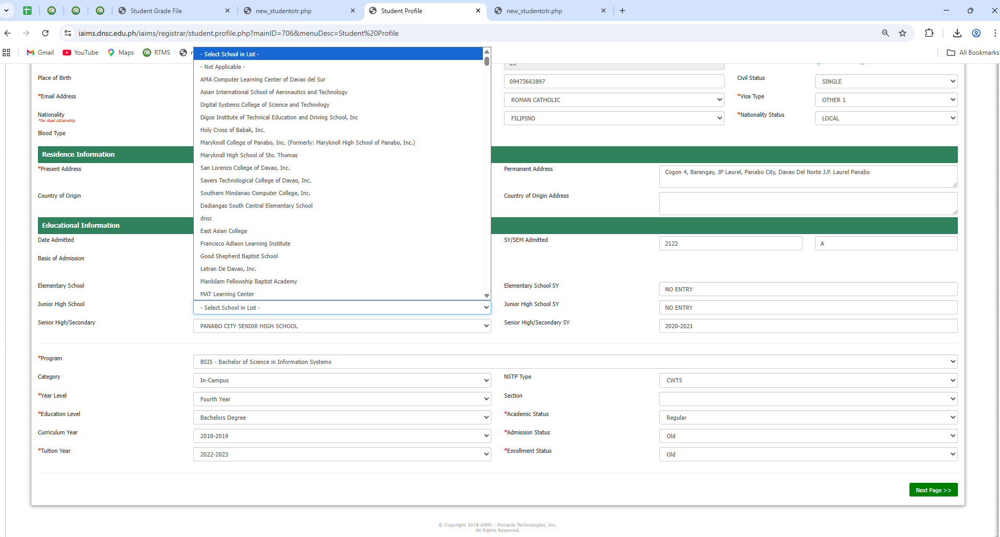 Student Grade File
new_studentotr.php
Student Profile
new_studentotr.php
iaims.dnsc.edu.ph/iaims/registrar/student.profile.php?mainID=706&menuDesc=Student%20Profile
Gmail
YouTube
Maps
RTMS
All Bookmarks
Place of Birth
09473663897
Civil Status
SINGLE
*Email Address
ROMAN CATHOLIC
*Visa Type
OTHER 1
Nationality
*for dual citizenship
FILIPINO
*Nationality Status
LOCAL
Blood Type
- Select School in List -
- Not Applicable -
AMA Computer Learning Center of Davao del Sur
Asian International School of Aeronautics and Technology
Digital Systems College of Science and Technology
Digos Institute of Technical Education and Driving School, Inc
Holy Cross of Babak, Inc.
Maryknoll College of Panabo, Inc. (Formerly: Maryknoll High School of Panabo, Inc.)
Maryknoll High School of Sto. Thomas
San Lorenzo College of Davao, Inc.
Savers Technological College of Davao, Inc.
Southern Mindanao Computer College, Inc.
Dadiangas South Central Elementary School
dnsc
East Asian College
Francisco Adlaon Learning Institute
Good Shepherd Baptist School
Letran De Davao, Inc.
Mankilam Fellowship Baptist Academy
MAT Learning Center
Residence Information
*Present Address
Permanent Address
Cogon 4, Barangay, JP Laurel, Panabo City, Davao Del Norte J.P. Laurel Panabo
Country of Origin
Country of Origin Address
Educational Information
Date Admitted
SY/SEM Admitted
2122
A
Basis of Admission
Elementary School
Elementary School SY
NO ENTRY
Junior High School
- Select School in List -
Junior High School SY
NO ENTRY
Senior High/Secondary
PANABO CITY SENI0R HIGH SCHOOL
Senior High/Secondary SY
2020-2021
*Program
BSIS - Bachelor of Science in Information Systems
Category
In-Campus
NSTP Type
CWTS
*Year Level
Fourth Year
Section
*Education Level
Bachelors Degree
*Academic Status
Regular
Curriculum Year
2018-2019
*Admission Status
Old
*Tuition Year
2022-2023
*Enrollment Status
Old
Next Page >>
© Copyright 2018 AIMS - Pinnacle Technologies, Inc.
All Rights Reserved.